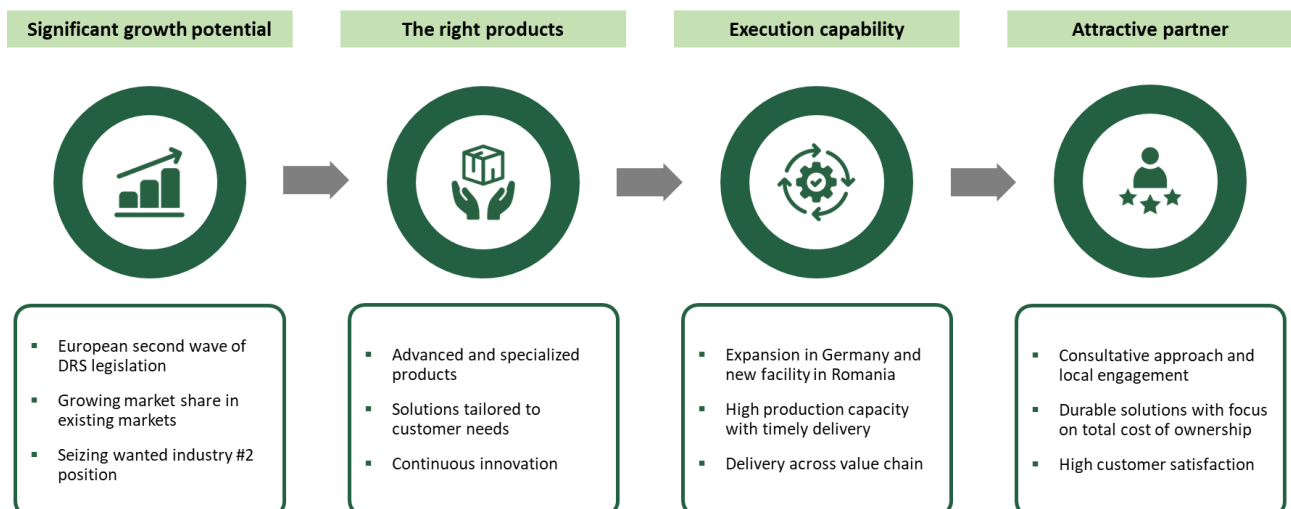 Significant growth potential
The right products
Execution capability
Attractive partner
▪ European second wave of
DRS legislation
▪ Growing market share in
existing markets
▪ Seizing wanted industry #2
position
▪ Advanced and specialized
products
▪ Solutions tailored to
customer needs
▪ Continuous innovation
▪ Expansion in Germany and
new facility in Romania
▪ High production capacity
with timely delivery
▪ Delivery across value chain
▪ Consultative approach and
local engagement
▪ Durable solutions with focus
on total cost of ownership
▪ High customer satisfaction